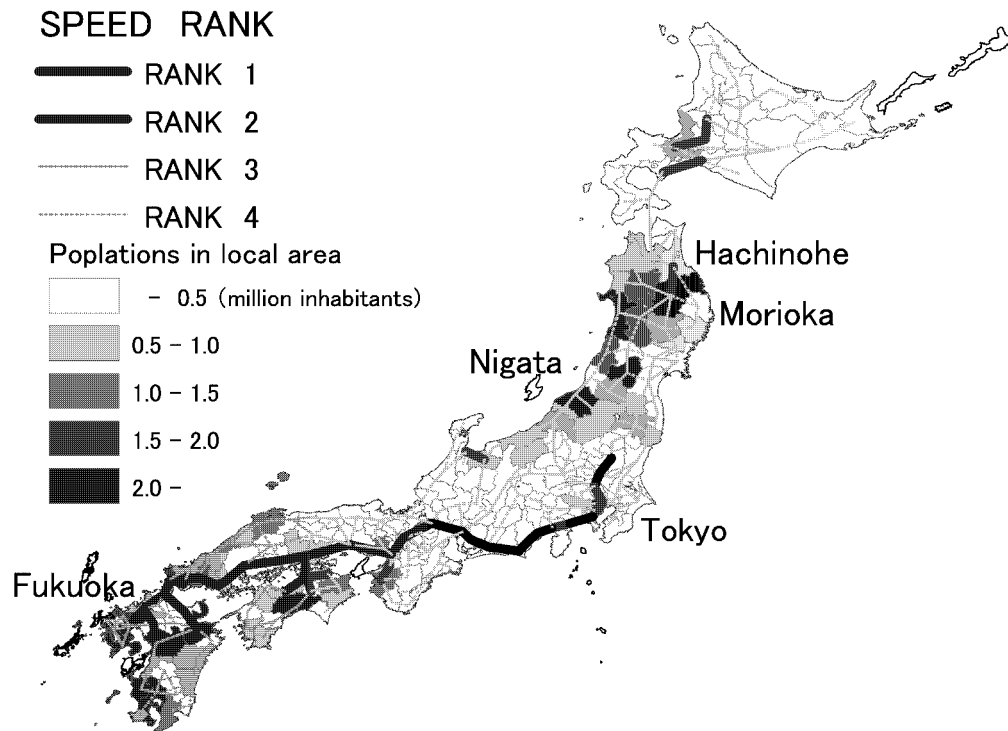 SPEED RANK
RANK 1
RANK 2
RANK 3
RANK 4
Poplations in local area
- 0.5 (million inhabitants)
0.5 - 1.0
1.0 - 1.5
1.5 - 2.0
2.0 -
Hachinohe
Morioka
Nigata
Tokyo
Fukuoka